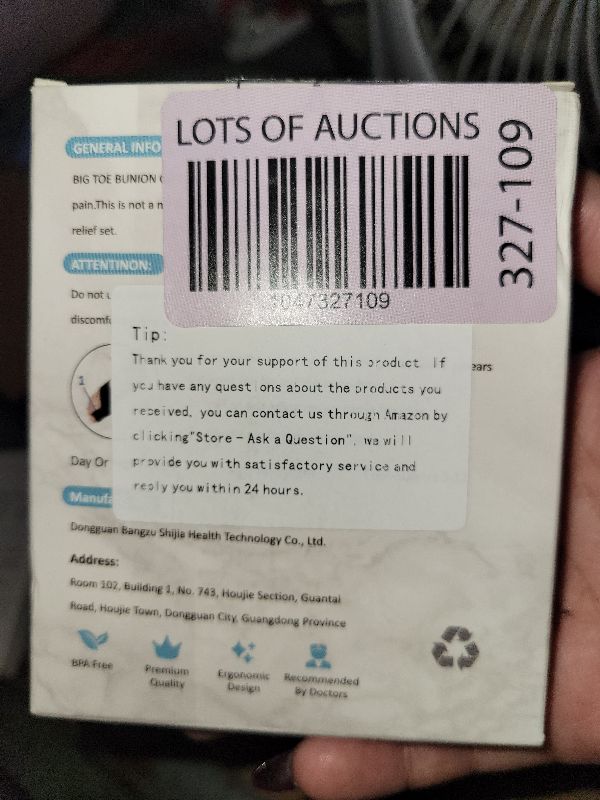 LOTS OF AUCTIONS
327-109
1047327109
GENERAL INFO
BIG TOE BUNION
pain.This is not a
relief set.
ATTENTINON:
Do not
Tip:
Thank you for your support of this product. If
you have any questions about the products you
received, you can contact us through Amazon by
clicking"Store - Ask a Question", we will
provide you with satisfactory service and
reply you within 24 hours.
1
Day Or
Dongguan Bangzu Shijia Health Technology Co., Ltd.
Address:
Room 102, Building 1, No. 743, Houjie Section, Guantai
Road, Houjie Town, Dongguan City, Guangdong Province
BPA Free
Premium
Quality
Ergonomic
Design
Recommended
By Doctors